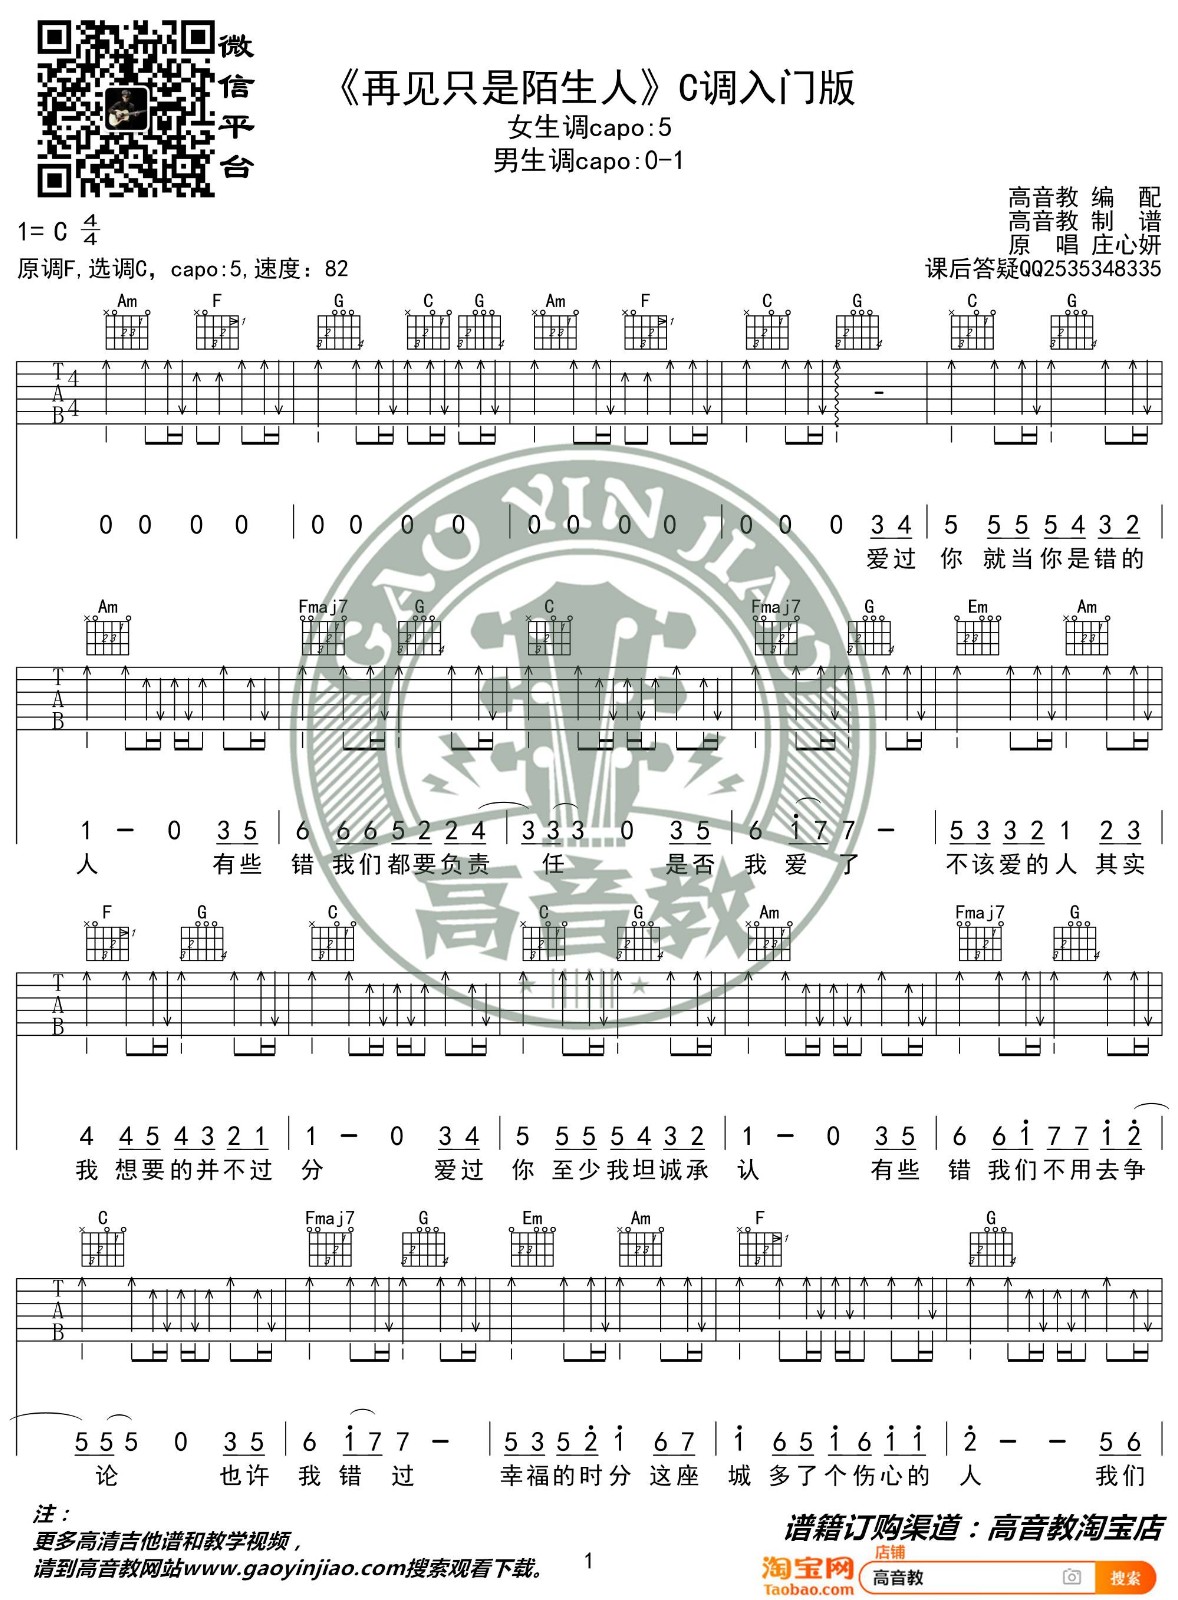 微信平台
《再见只是陌生人》C调入门版
女生调capo:5
男生调capo:0-1
高音教 编 配
1= C 4/4
高音教 制 谱
原 唱 庄心妍
原调F,选调C, capo:5,速度: 82
课后答疑QQ2535348335
Am F G C G Am F C G C G
T A B 4 4
0 0 0 0 | 0 0 0 0 | 0 0 0 0 | 0 0 0 3 4 | 5 5 5 5 4 3 2
爱过 你 就当你是错的
Am Fmaj7 G C Fmaj7 G Em Am
T A B
1 - 0 3 5 | 6 6 6 5 2 2 4 | 3 3 3 0 3 5 | 6 i 7 7 - | 5 3 3 2 1 2 3
人 有些 错 我们都要负责 任 是否 我 爱 了 不该爱的人 其实
F G C C G Am Fmaj7 G
T A B
4 4 5 4 3 2 1 | 1 - 0 3 4 | 5 5 5 5 4 3 2 | 1 - 0 3 5 | 6 6 i 7 7 i 2̇
我 想要的并不过 分 爱过 你 至少我坦诚承 认 有些 错 我们不用去争
C Fmaj7 G Em Am F G
T A B
5 5 5 0 3 5 | 6 i 7 7 - | 5 3 5 2̇ i 6 7 | i 6 5 i 6 i i | 2̇ - - 5 6
论 也许 我 错 过 幸福的时分 这座 城 多了个伤心的 人 我们
注:
更多高清吉他谱和教学视频,
请到高音教网站www.gaoyinjiao.com搜索观看下载。
1
谱籍订购渠道:高音教淘宝店
淘宝网
Taobao.com
店铺
高音教
搜索
GAO YIN JIAO
高音教